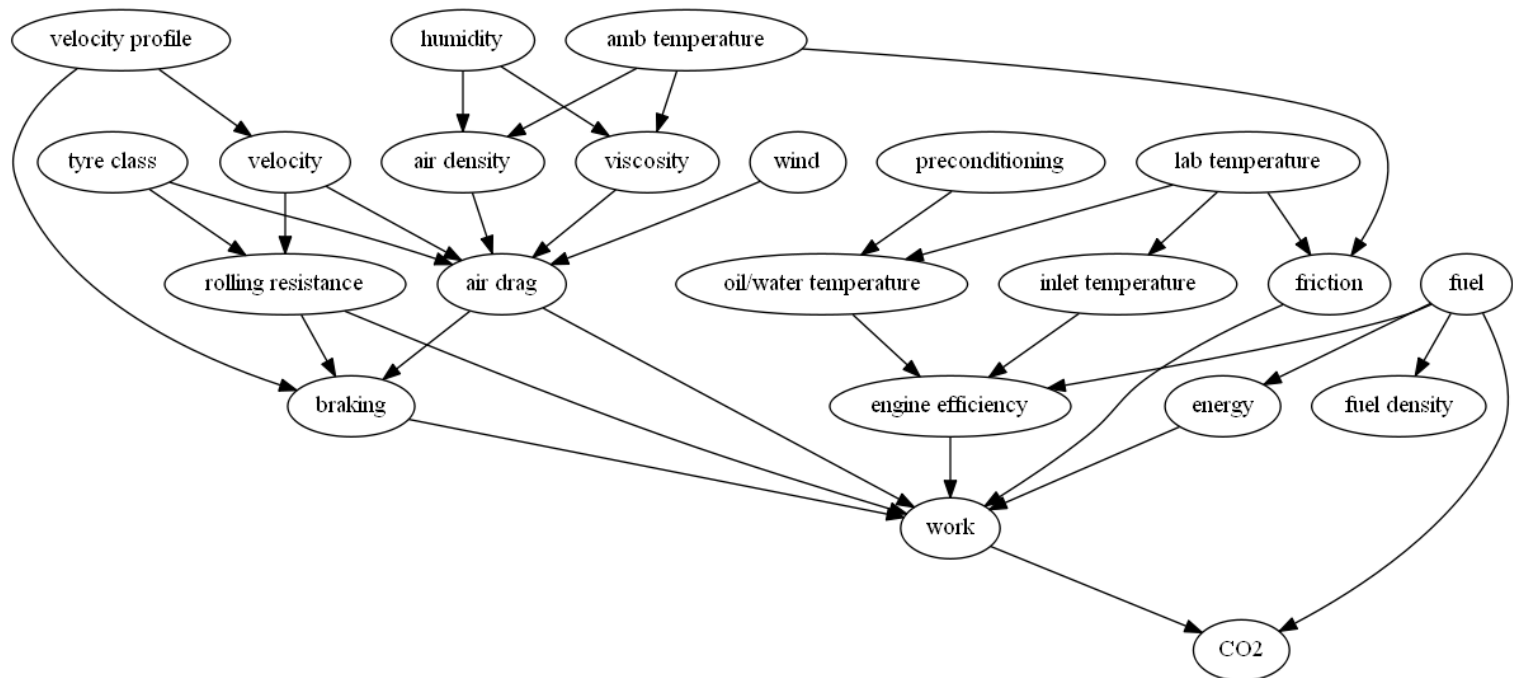 velocity profile
humidity
amb temperature
tyre class
velocity
air density
viscosity
wind
preconditioning
lab temperature
rolling resistance
air drag
oil/water temperature
inlet temperature
friction
fuel
braking
engine efficiency
energy
fuel density
work
CO2